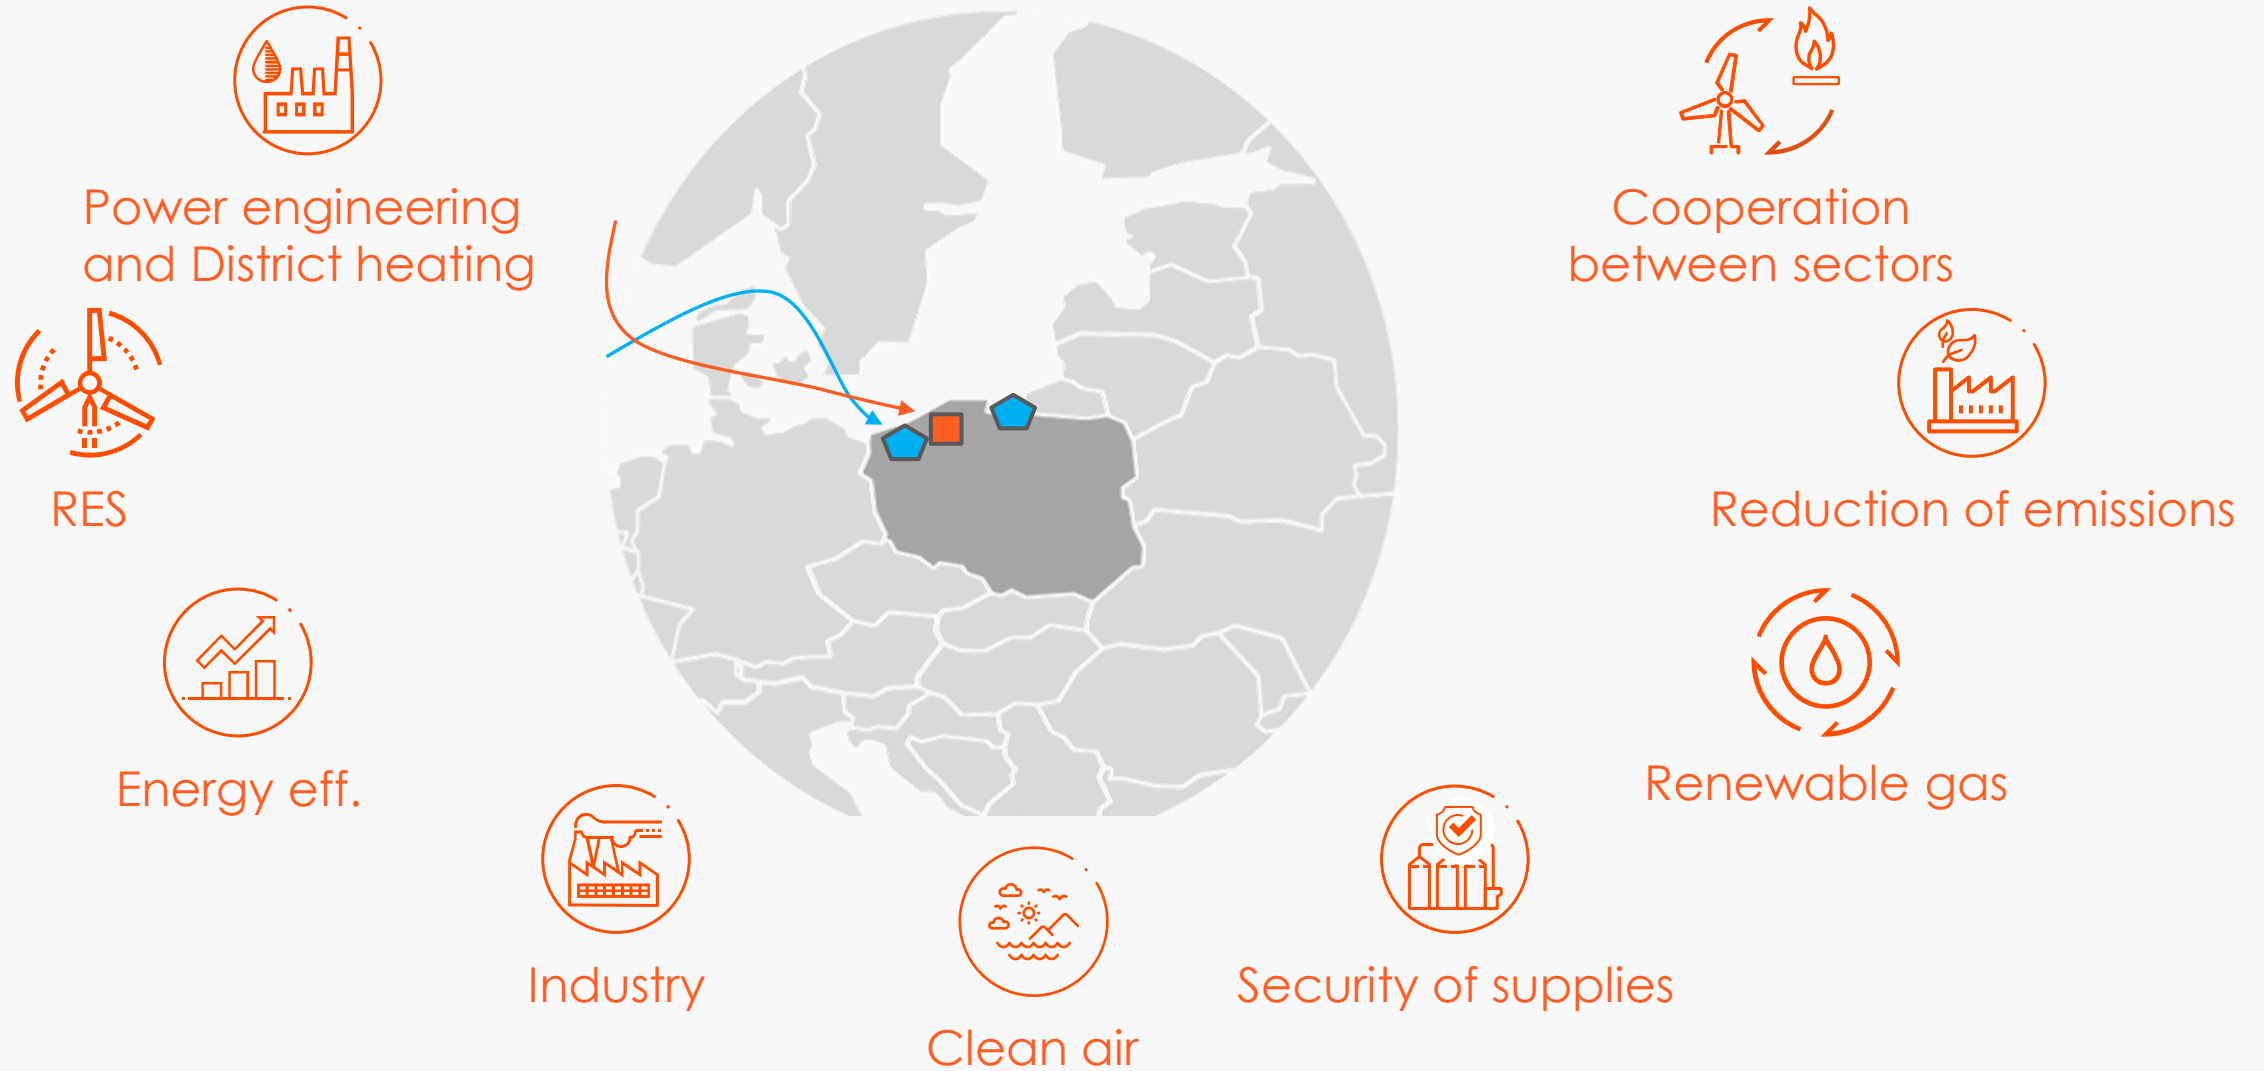 Power engineering
and District heating
Cooperation
between sectors
RES
Reduction of emissions
Energy eff.
Renewable gas
Industry
Security of supplies
Clean air